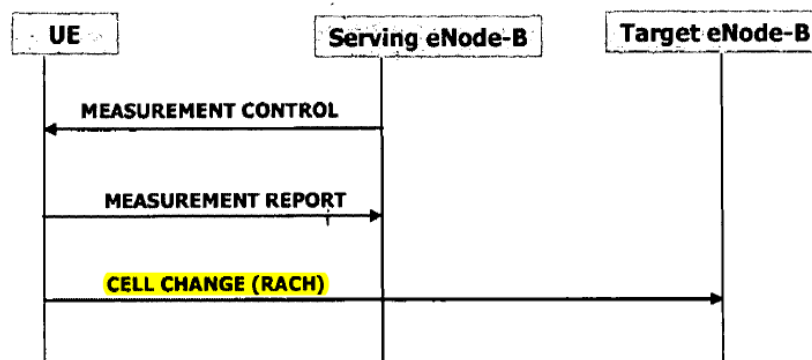 UE
Serving eNode-B
Target eNode-B
MEASUREMENT CONTROL
MEASUREMENT REPORT
CELL CHANGE (RACH)